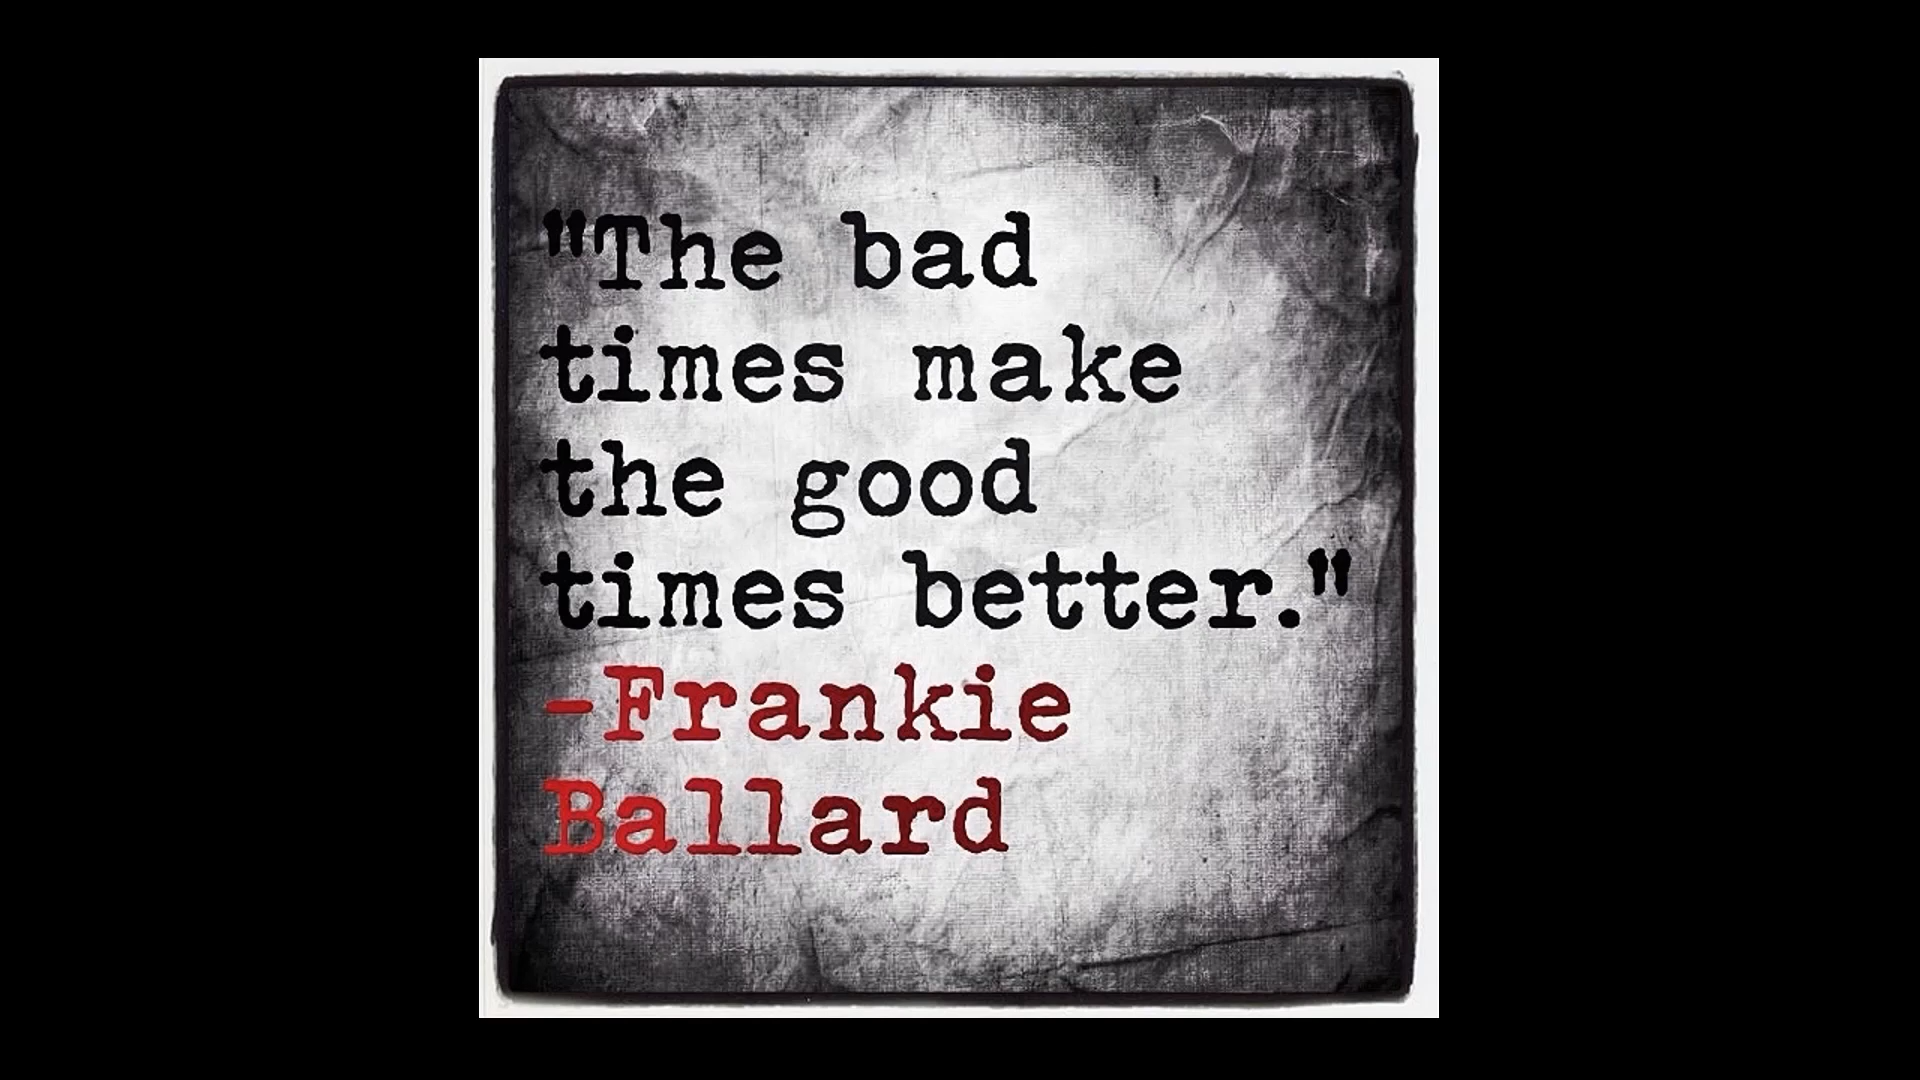 "The bad
times make
the good
times better."
-Frankie
Ballard